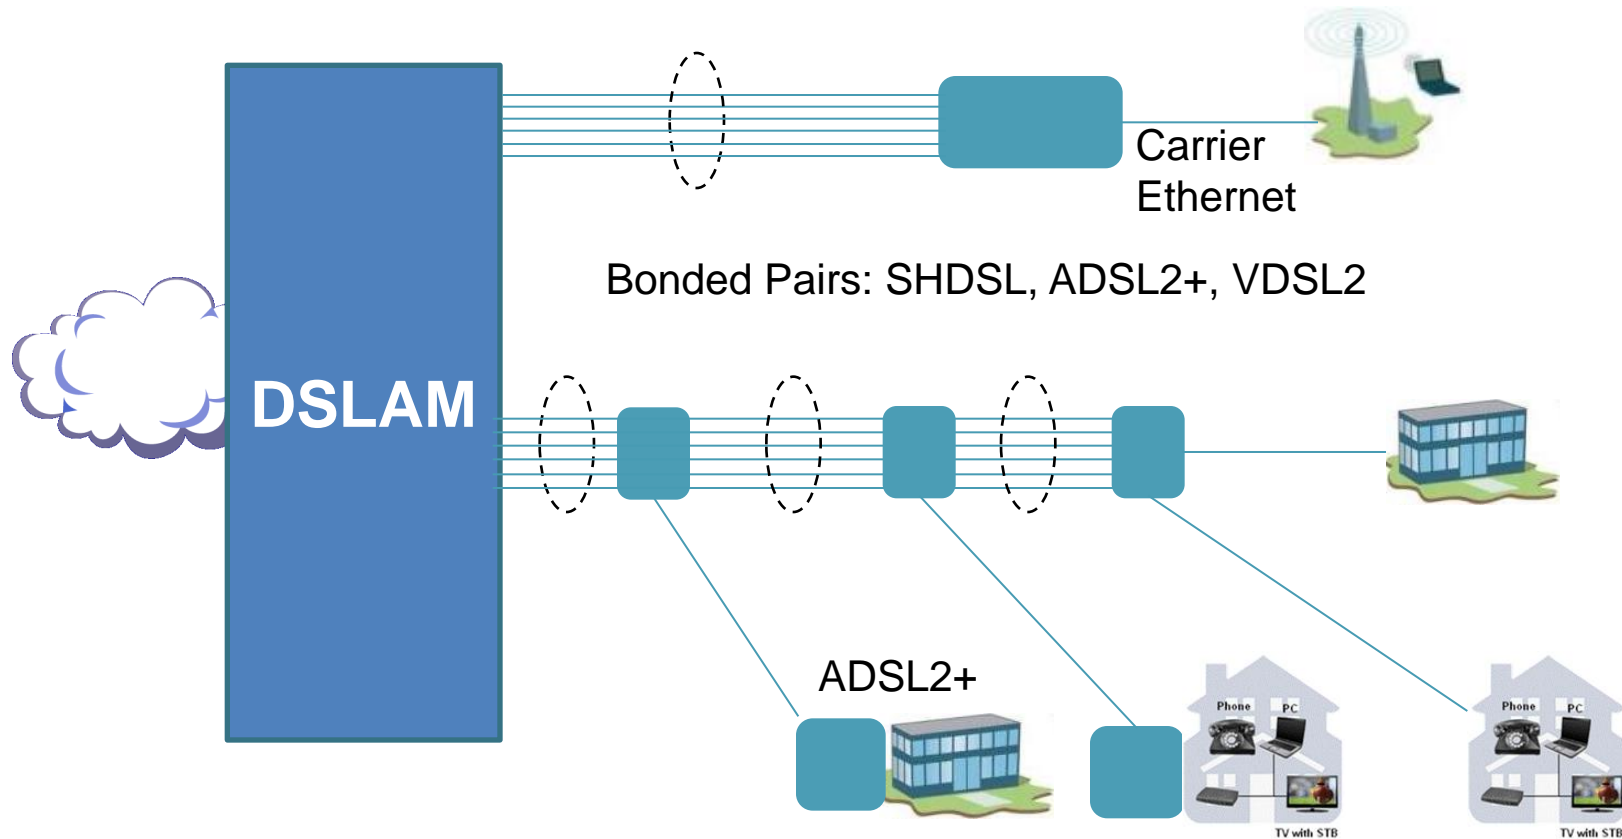 Carrier
Ethernet
Bonded Pairs: SHDSL, ADSL2+, VDSL2
DSLAM
ADSL2+
Phone PC
TV with STB
Phone PC
TV with STB